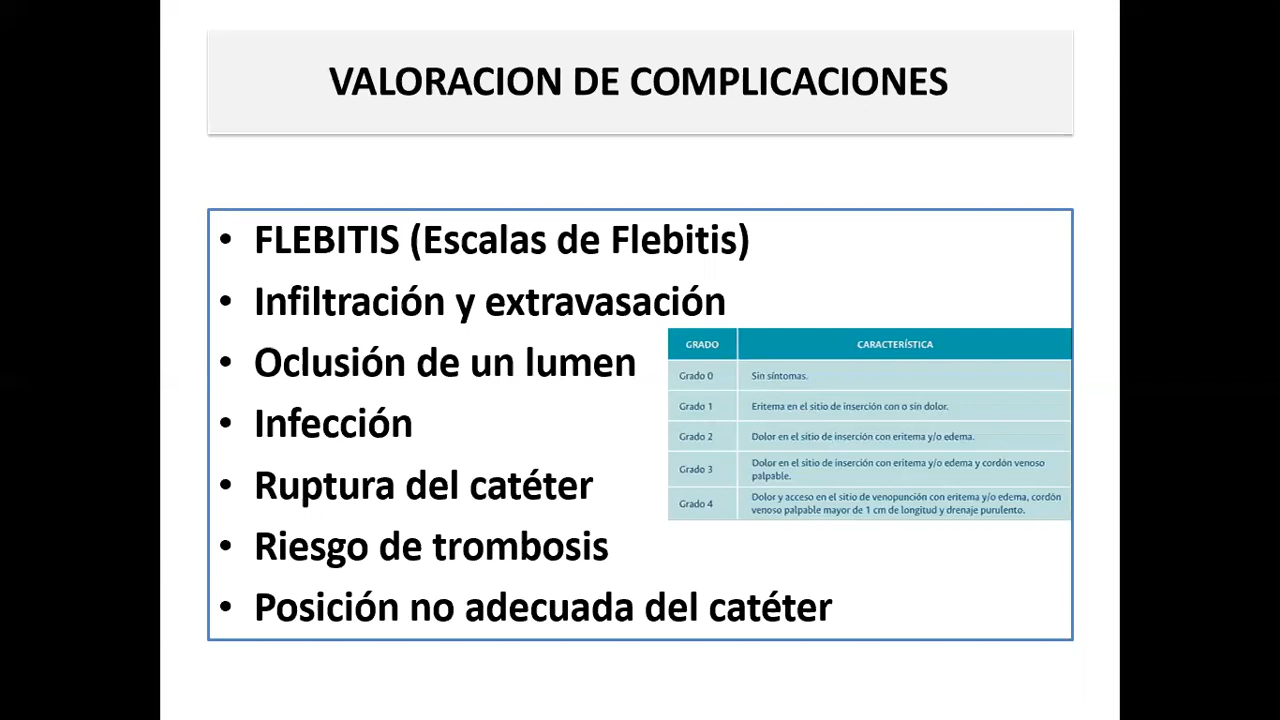 VALORACION DE COMPLICACIONES
• FLEBITIS (Escalas de Flebitis)
• Infiltración y extravasación
• Oclusión de un lumen
• Infección
• Ruptura del catéter
• Riesgo de trombosis
• Posición no adecuada del catéter
GRADO CARACTERÍSTICA
Grado 0 Sin síntomas.
Grado 1 Eritema en el sitio de inserción con o sin dolor.
Grado 2 Dolor en el sitio de inserción con eritema y/o edema.
Grado 3 Dolor en el sitio de inserción con eritema y/o edema y cordón venoso
palpable.
Grado 4 Dolor y acceso en el sitio de venopunción con eritema y/o edema, cordón
venoso palpable mayor de 1 cm de longitud y drenaje purulento.